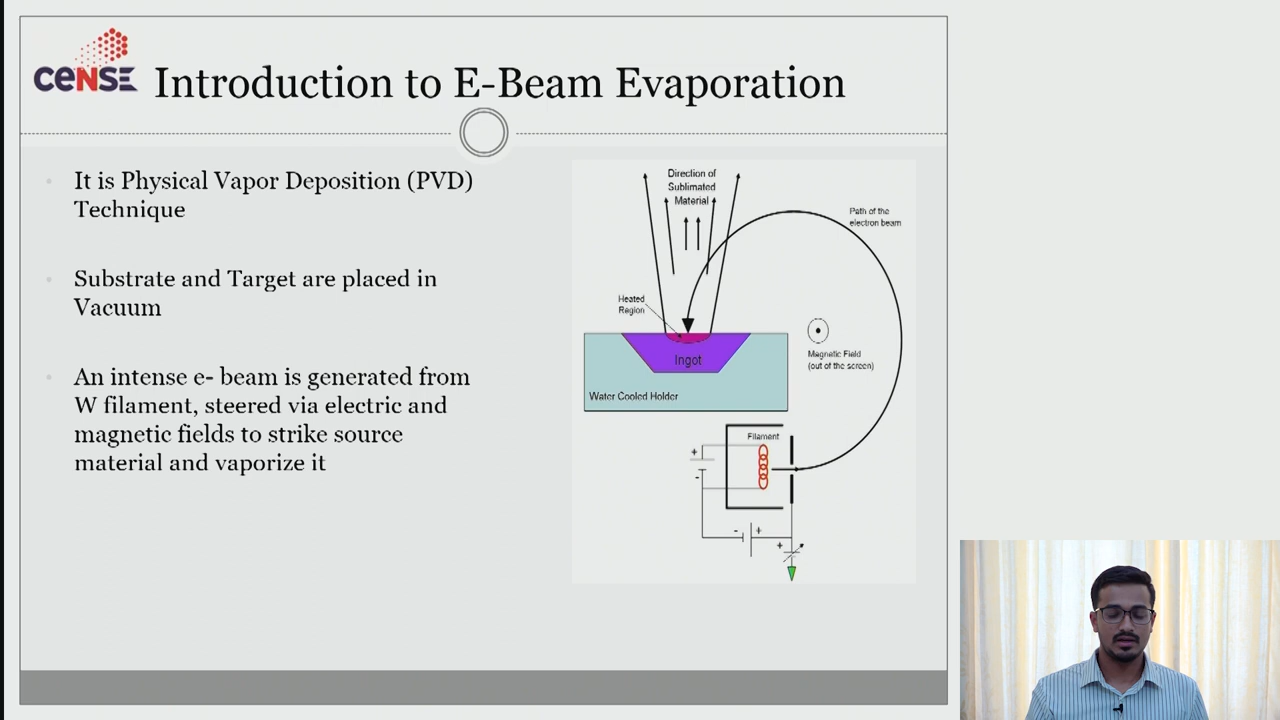 ceNSE
Introduction to E-Beam Evaporation
It is Physical Vapor Deposition (PVD)
Technique
Substrate and Target are placed in
Vacuum
An intense e- beam is generated from
W filament, steered via electric and
magnetic fields to strike source
material and vaporize it
Direction of
Sublimated
Material
Path of the
electron beam
Heated
Region
Ingot
Magnetic Field
(out of the screen)
Water Cooled Holder
Filament
+
-
- +
+